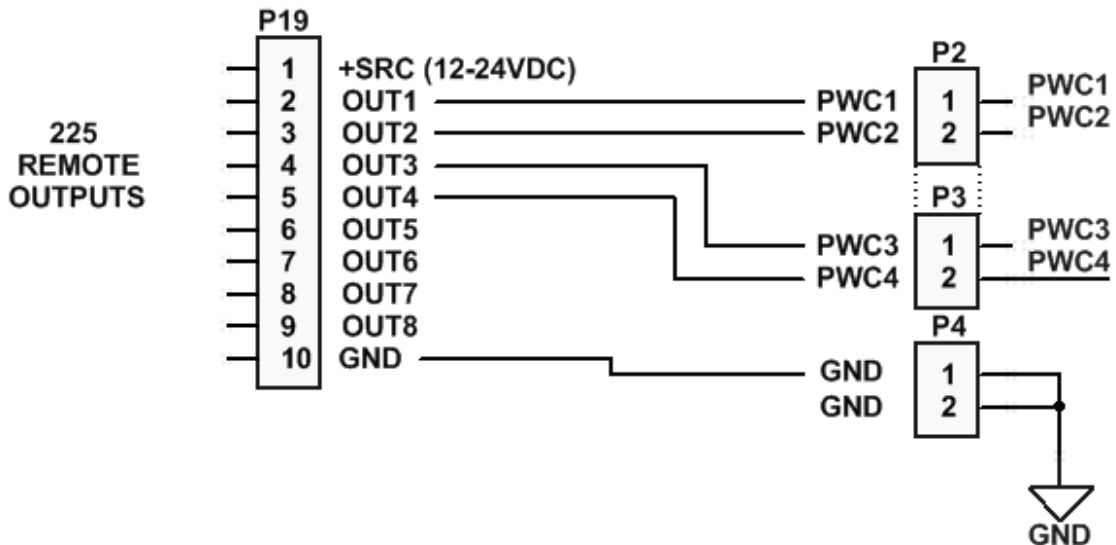 P19
1 +SRC (12-24VDC)
2 OUT1
3 OUT2
4 OUT3
5 OUT4
6 OUT5
7 OUT6
8 OUT7
9 OUT8
10 GND
225
REMOTE
OUTPUTS
P2
PWC1 1 PWC1
PWC2 2 PWC2
P3
PWC3 1 PWC3
PWC4 2 PWC4
P4
GND 1
GND 2
GND